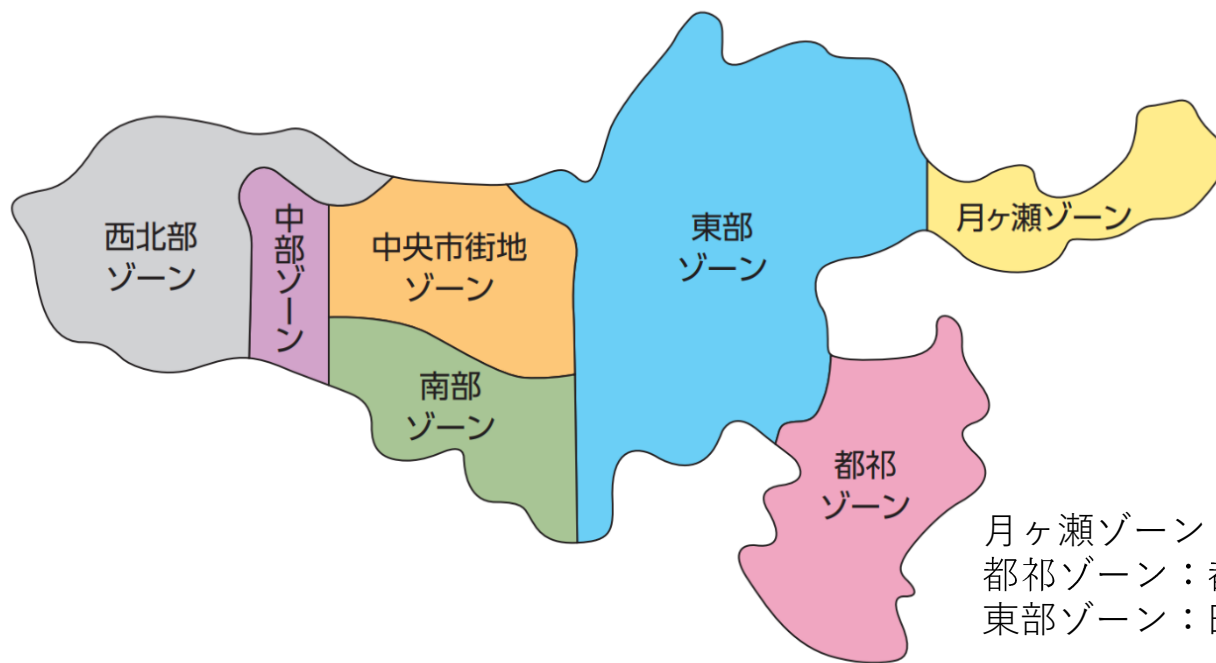 西北部
ゾーン
中部ゾーン
中央市街地
ゾーン
南部
ゾーン
東部
ゾーン
月ヶ瀬ゾーン
都祁
ゾーン
月ヶ瀬ゾーン
都祁ゾーン：
東部ゾーン：